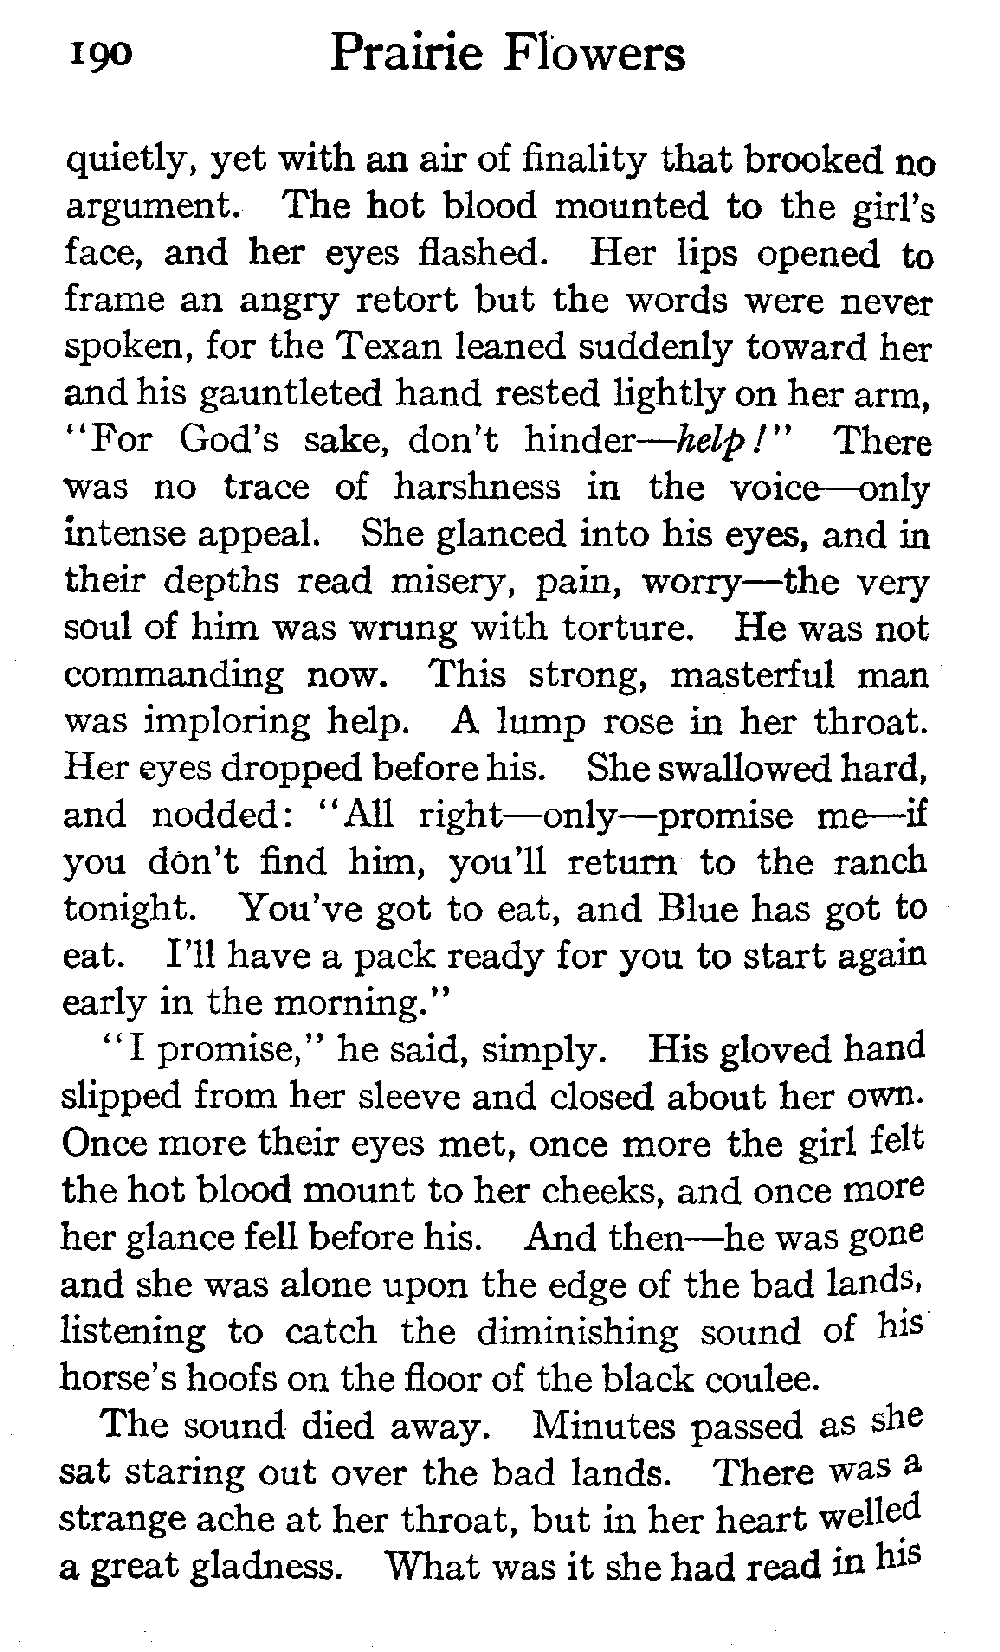 190 Prairie Flowers
quietly, yet with an air of finality that brooked no
argument. The hot blood mounted to the girl's
face, and her eyes flashed. Her lips opened to
frame an angry retort but the words were never
spoken, for the Texan leaned suddenly toward her
and his gauntleted hand rested lightly on her arm,
"For God's sake, don't hinder—help!" There
was no trace of harshness in the voice—only
intense appeal. She glanced into his eyes, and in
their depths read misery, pain, worry—the very
soul of him was wrung with torture. He was not
commanding now. This strong, masterful man
was imploring help. A lump rose in her throat.
Her eyes dropped before his. She swallowed hard,
and nodded: "All right—only—promise me—if
you don't find him, you'll return to the ranch
tonight. You've got to eat, and Blue has got to
eat. I'll have a pack ready for you to start again
early in the morning."
"I promise," he said, simply. His gloved hand
slipped from her sleeve and closed about her own.
Once more their eyes met, once more the girl felt
the hot blood mount to her cheeks, and once more
her glance fell before his. And then—he was gone
and she was alone upon the edge of the bad lands,
listening to catch the diminishing sound of his
horse's hoofs on the floor of the black coulee.
The sound died away. Minutes passed as she
sat staring out over the bad lands. There was a
strange ache at her throat, but in her heart welled
a great gladness. What was it she had read in his